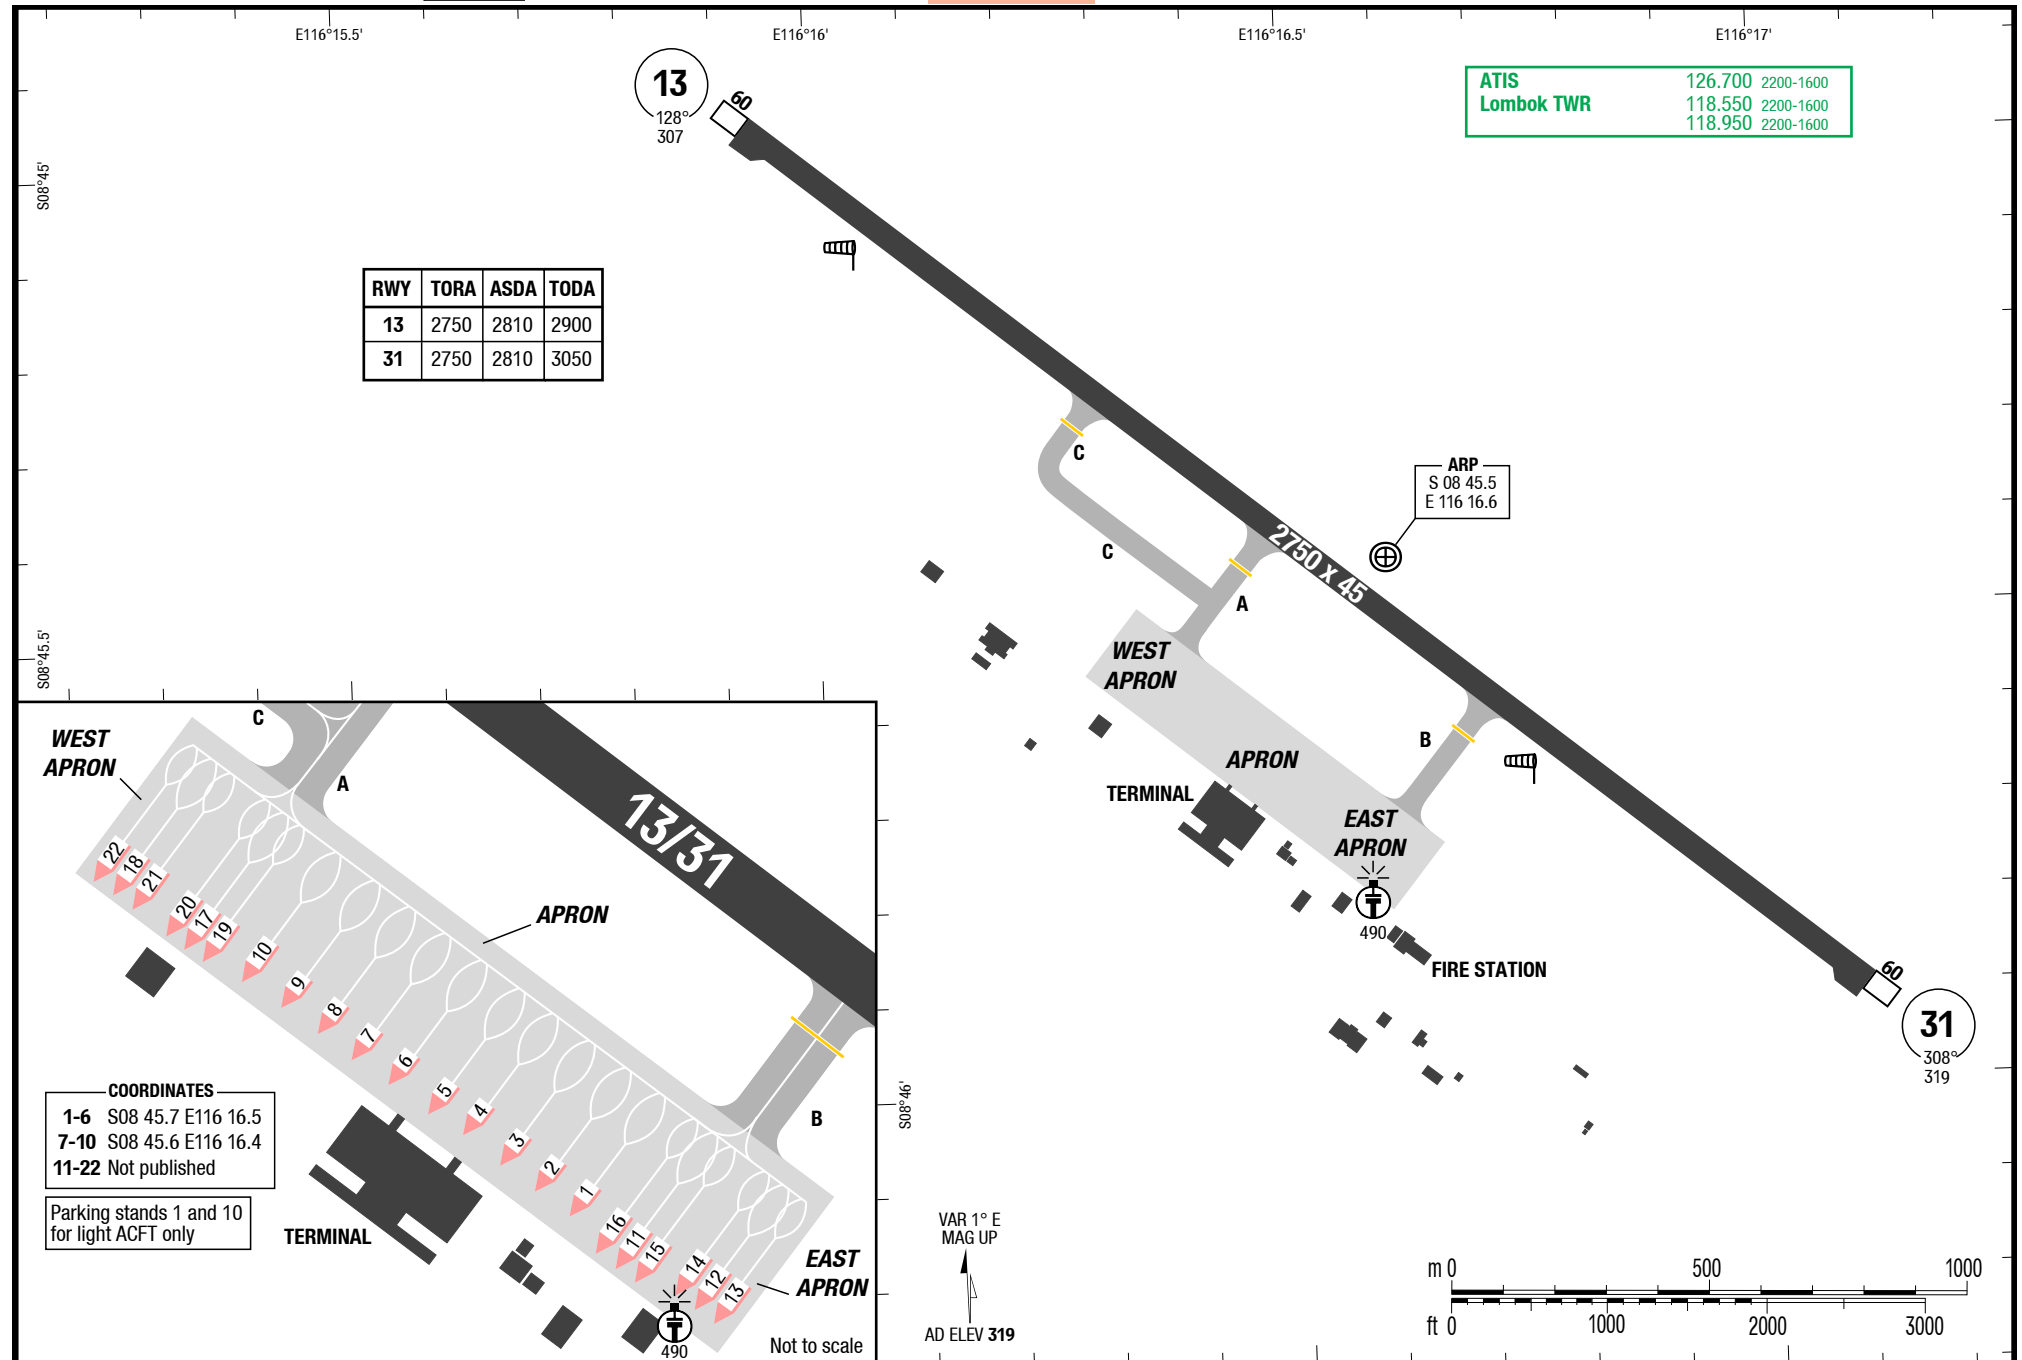 E116°15.5'
E116°16'
E116°16.5'
E116°17'
13
128°
307
60
ATIS 126.700 2200-1600
Lombok TWR 118.550 2200-1600
118.950 2200-1600
S08°45'
RWY TORA ASDA TODA
13 2750 2810 2900
31 2750 2810 3050
C
ARP
S 08 45.5
E 116 16.6
2750 x 45
C
A
S08°45.5'
WEST
APRON
B
APRON
TERMINAL
EAST
APRON
490
FIRE STATION
60
31
308°
319
C
WEST
APRON
A
13/31
22
18
21
20
17
19
10
9
8
7
6
5
4
3
2
1
16
11
15
14
12
13
APRON
B
S08°46'
COORDINATES
1-6 S08 45.7 E116 16.5
7-10 S08 45.6 E116 16.4
11-22 Not published
Parking stands 1 and 10
for light ACFT only
TERMINAL
EAST
APRON
490
Not to scale
VAR 1° E
MAG UP
AD ELEV 319
m 0 500 1000
ft 0 1000 2000 3000